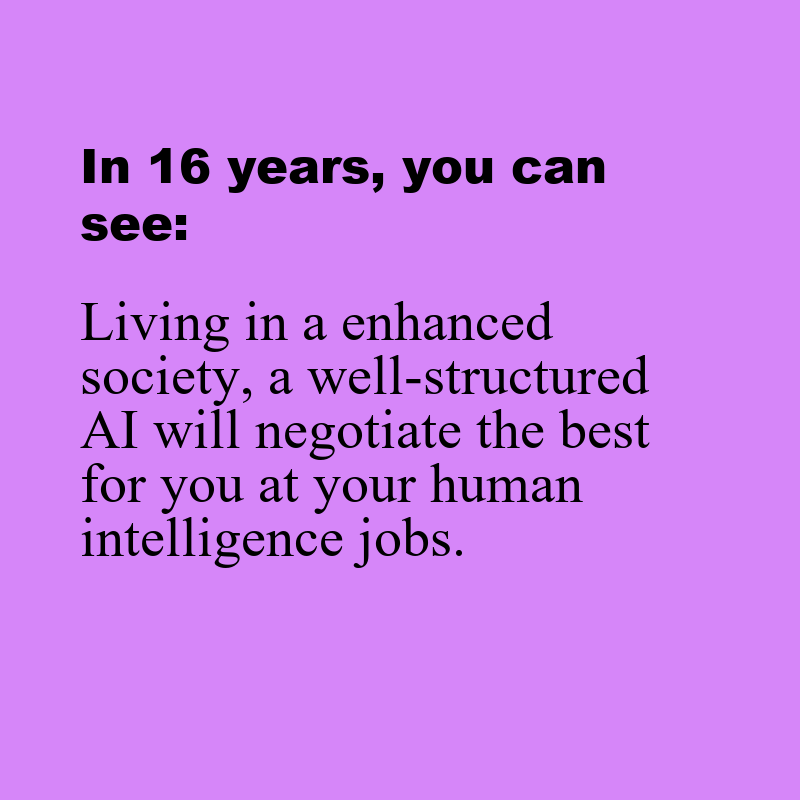 In 16 years, you can
see:
Living in a enhanced
society, a well-structured
AI will negotiate the best
for you at your human
intelligence jobs.